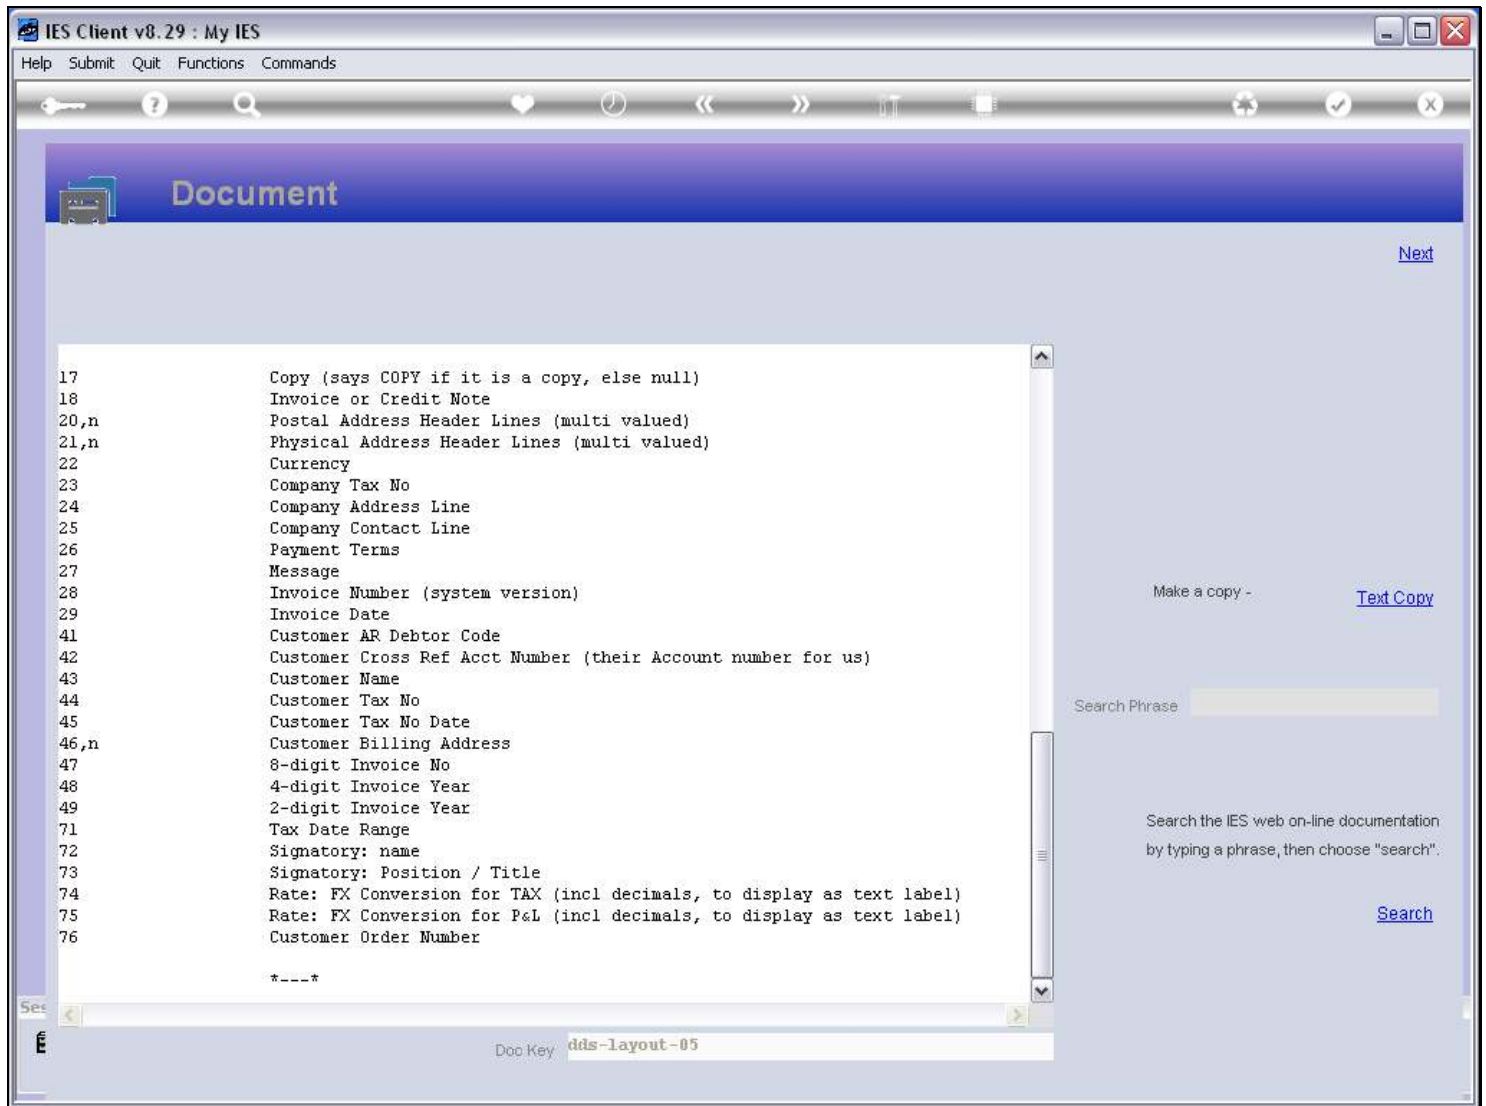 IES Client v8.29 : My IES
Help Submit Quit Functions Commands
Document
Next
17 Copy (says COPY if it is a copy, else null)
18 Invoice or Credit Note
20,n Postal Address Header Lines (multi valued)
21,n Physical Address Header Lines (multi valued)
22 Currency
23 Company Tax No
24 Company Address Line
25 Company Contact Line
26 Payment Terms
27 Message
28 Invoice Number (system version)
29 Invoice Date
41 Customer AR Debtor Code
42 Customer Cross Ref Acct Number (their Account number for us)
43 Customer Name
44 Customer Tax No
45 Customer Tax No Date
46,n Customer Billing Address
47 8-digit Invoice No
48 4-digit Invoice Year
49 2-digit Invoice Year
71 Tax Date Range
72 Signatory: name
73 Signatory: Position / Title
74 Rate: FX Conversion for TAX (incl decimals, to display as text label)
75 Rate: FX Conversion for P&L (incl decimals, to display as text label)
76 Customer Order Number
*---*
Make a copy -
Text Copy
Search Phrase
Search the IES web on-line documentation
by typing a phrase, then choose "search".
Search
Doc Key dds-layout-05